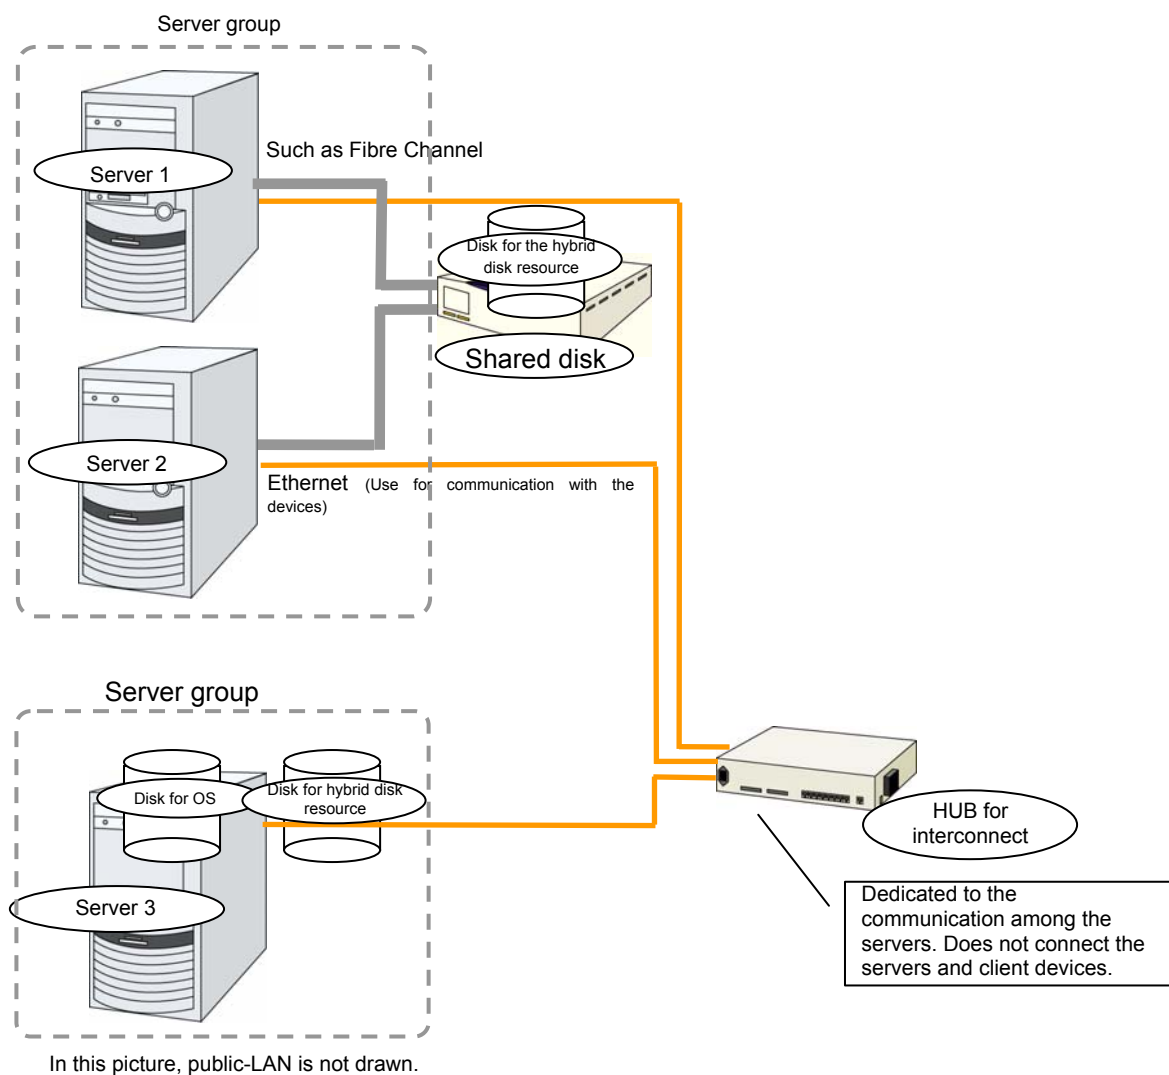 Server group
Server 1
Such as Fibre Channel
Disk for the hybrid
disk resource
Shared disk
Server 2
Ethernet (Use for communication with the
devices)
Server group
Disk for OS
Disk for hybrid disk
resource
Server 3
HUB for
interconnect
Dedicated to the
communication among the
servers. Does not connect the
servers and client devices.
In this picture, public-LAN is not drawn.